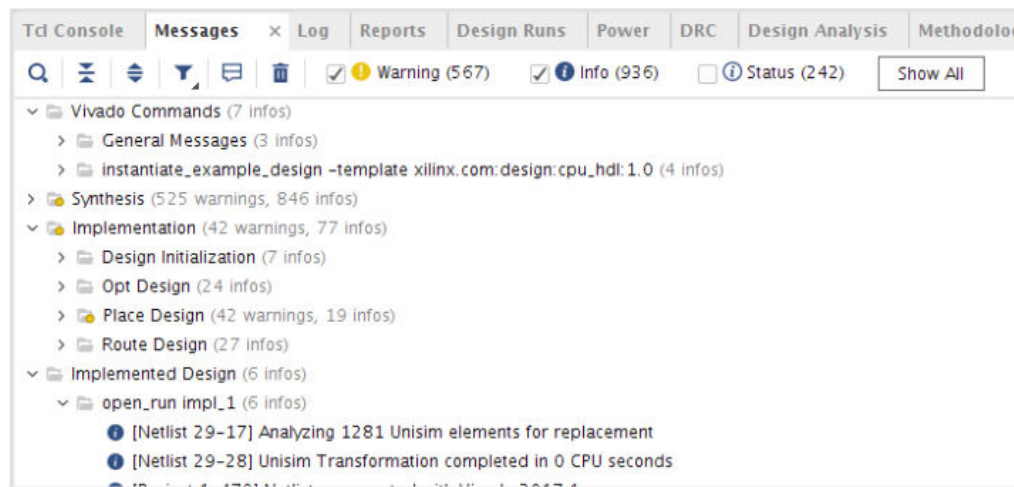 Tcl Console Messages × Log Reports Design Runs Power DRC Design Analysis
Warning (567) Info (936) Status (242) Show All
Vivado Commands (7 infos)
General Messages (3 infos)
instantiate_example_design -template xilinx.com:design:cpu_hdl:1.0 (4 infos)
Synthesis (525 warnings, 846 infos)
Implementation (42 warnings, 77 infos)
Design Initialization (7 infos)
Opt Design (24 infos)
Place Design (42 warnings, 19 infos)
Route Design (27 infos)
Implemented Design (6 infos)
open_run impl_1 (6 infos)
[Netlist 29-17] Analyzing 1281 Unisim elements for replacement
[Netlist 29-28] Unisim Transformation completed in 0 CPU seconds